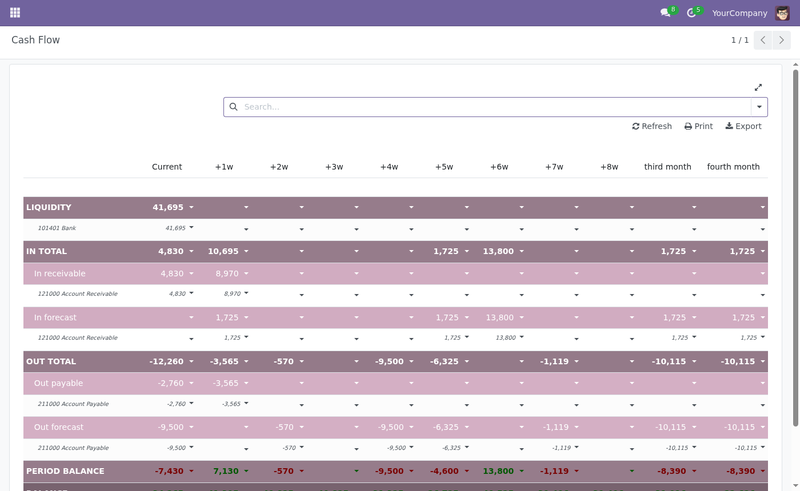 8 5 YourCompany
Cash Flow 1 / 1
Search...
Refresh Print Export
Current +1w +2w +3w +4w +5w +6w +7w +8w third month fourth month
LIQUIDITY 41,695
101401 Bank 41,695
IN TOTAL 4,830 10,695 1,725 13,800 1,725 1,725
In receivable 4,830 8,970
121000 Account Receivable 4,830 8,970
In forecast 1,725 1,725 13,800 1,725 1,725
121000 Account Receivable 1,725 1,725 13,800 1,725 1,725
OUT TOTAL -12,260 -3,565 -570 -9,500 -6,325 -1,119 -10,115 -10,115
Out payable -2,760 -3,565
211000 Account Payable -2,760 -3,565
Out forecast -9,500 -570 -9,500 -6,325 -1,119 -10,115 -10,115
211000 Account Payable -9,500 -570 -9,500 -6,325 -1,119 -10,115 -10,115
PERIOD BALANCE -7,430 7,130 -570 -9,500 -4,600 13,800 -1,119 -8,390 -8,390